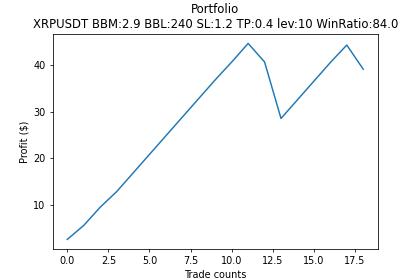 Portfolio
XRPUSDT BBM:2.9 BBL:240 SL:1.2 TP:0.4 lev:10 WinRatio:84.0
40
30
20
10
Profit ($)
0.0 2.5 5.0 7.5 10.0 12.5 15.0 17.5
Trade counts